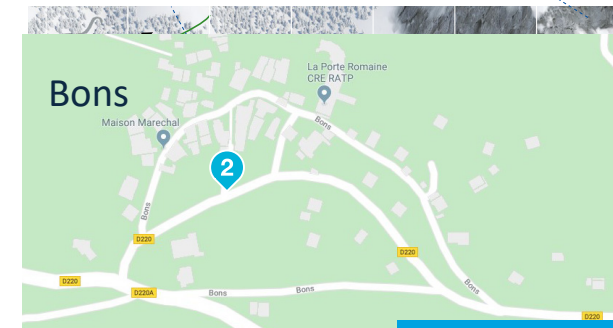 La Porte Romaine
CRE RATP
Bons
Maison Marechal
Bons
2
Bons
D220
D220
D220
D220A
Bons
Bons
Bons
D220